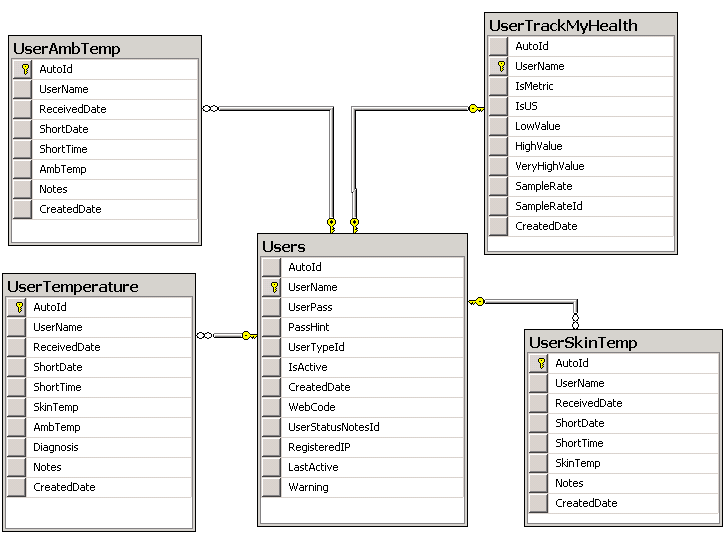 UserAmbTemp
AutoId
UserName
ReceivedDate
ShortDate
ShortTime
AmbTemp
Notes
CreatedDate
UserTrackMyHealth
AutoId
UserName
IsMetric
IsUS
LowValue
HighValue
VeryHighValue
SampleRate
SampleRateId
CreatedDate
UserTemperature
AutoId
UserName
ReceivedDate
ShortDate
ShortTime
SkinTemp
AmbTemp
Diagnosis
Notes
CreatedDate
Users
AutoId
UserName
UserPass
PassHint
UserTypeId
IsActive
CreatedDate
WebCode
UserStatusNotesId
RegisteredIP
LastActive
Warning
UserSkinTemp
AutoId
UserName
ReceivedDate
ShortDate
ShortTime
SkinTemp
Notes
CreatedDate